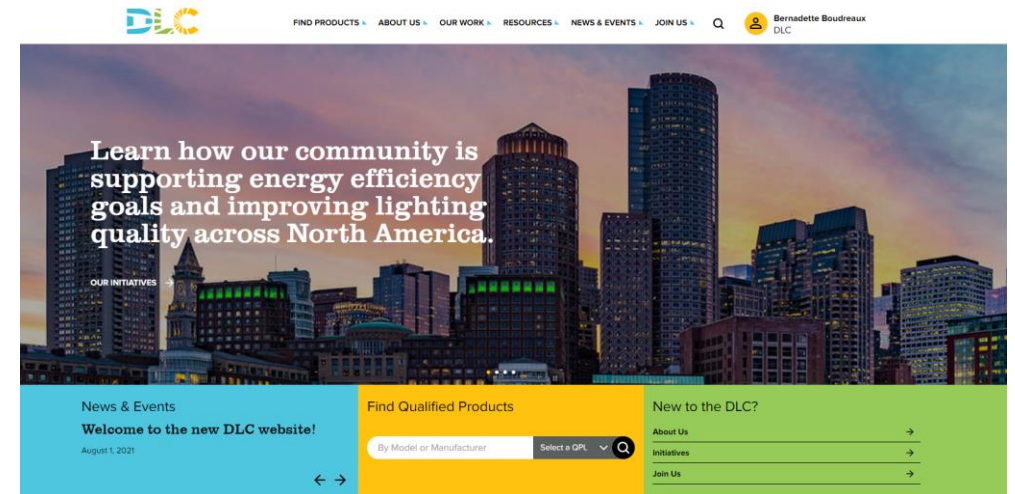 DLC
FIND PRODUCTS ABOUT US OUR WORK RESOURCES NEWS & EVENTS JOIN US
Bernadette Boudreaux
DLC
Learn how our community is
supporting energy efficiency
goals and improving lighting
quality across North America.
OUR INITIATIVES →
News & Events
Welcome to the new DLC website!
August 1, 2021
← →
Find Qualified Products
By Model or Manufacturer
Select a QPL
New to the DLC?
About Us →
Initiatives →
Join Us →